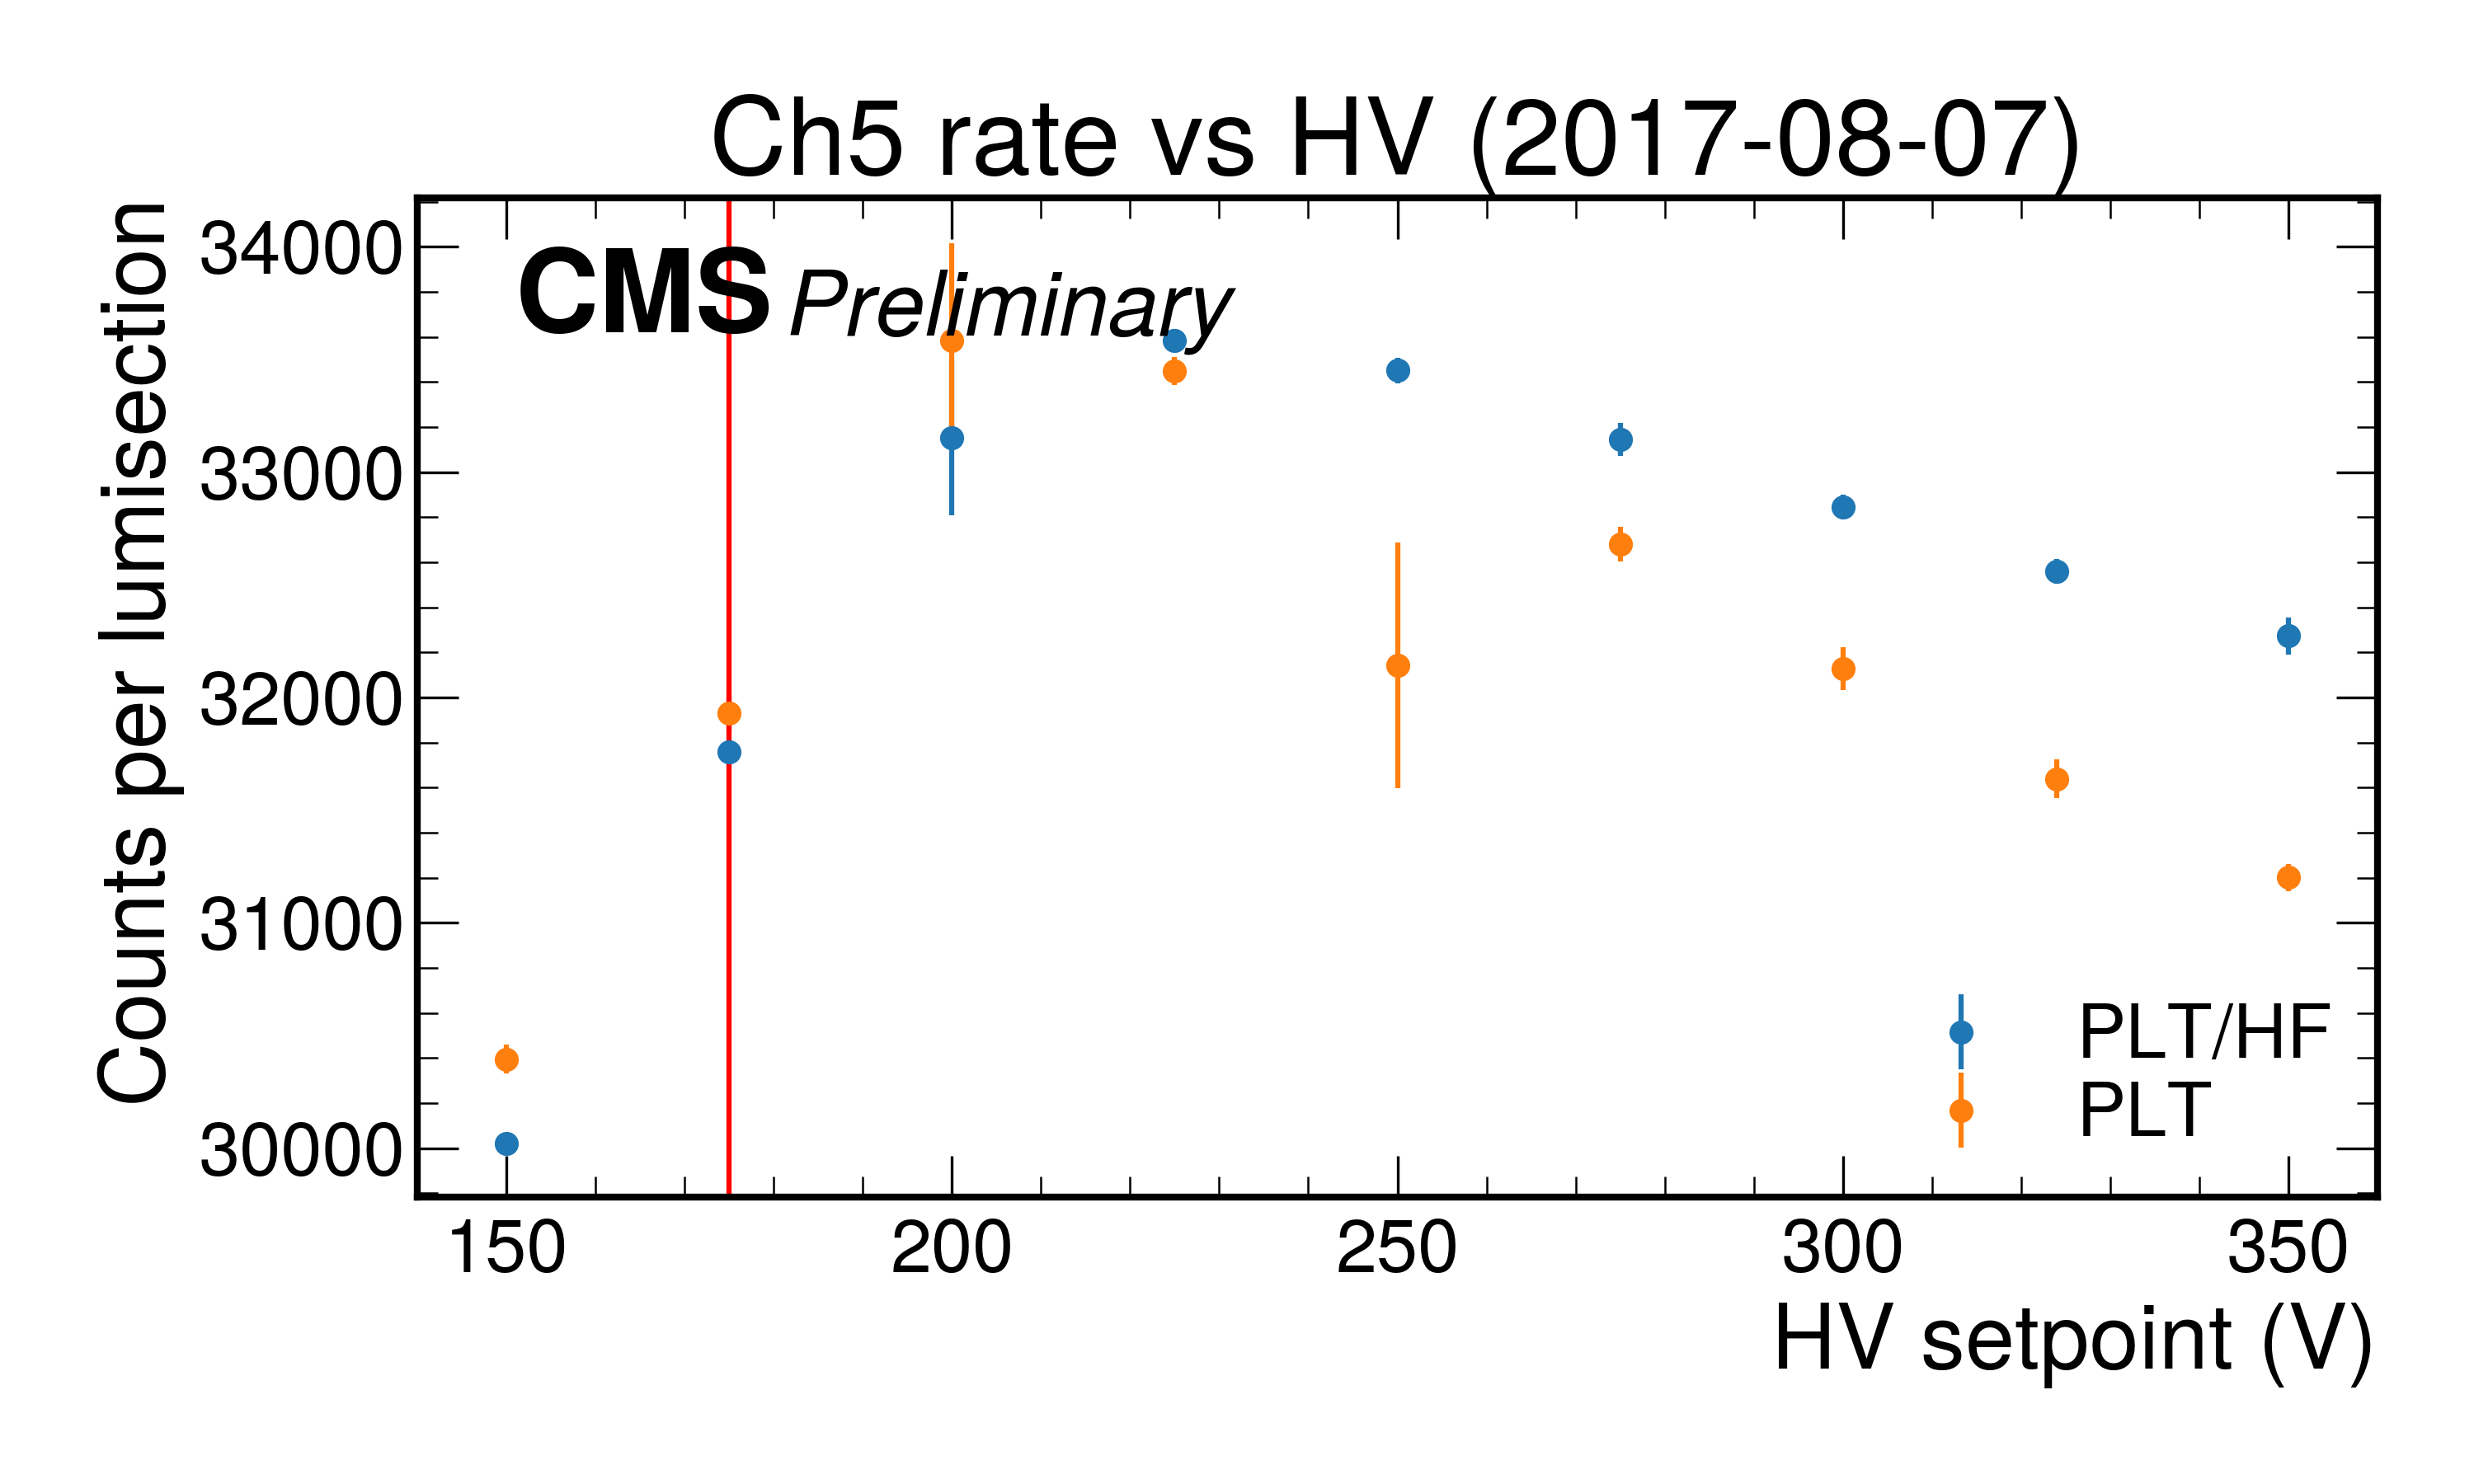 Ch5 rate vs HV (2017-08-07)
CMS Preliminary
Counts per lumisection
34000
33000
32000
31000
30000
PLT/HF
PLT
150 200 250 300 350
HV setpoint (V)